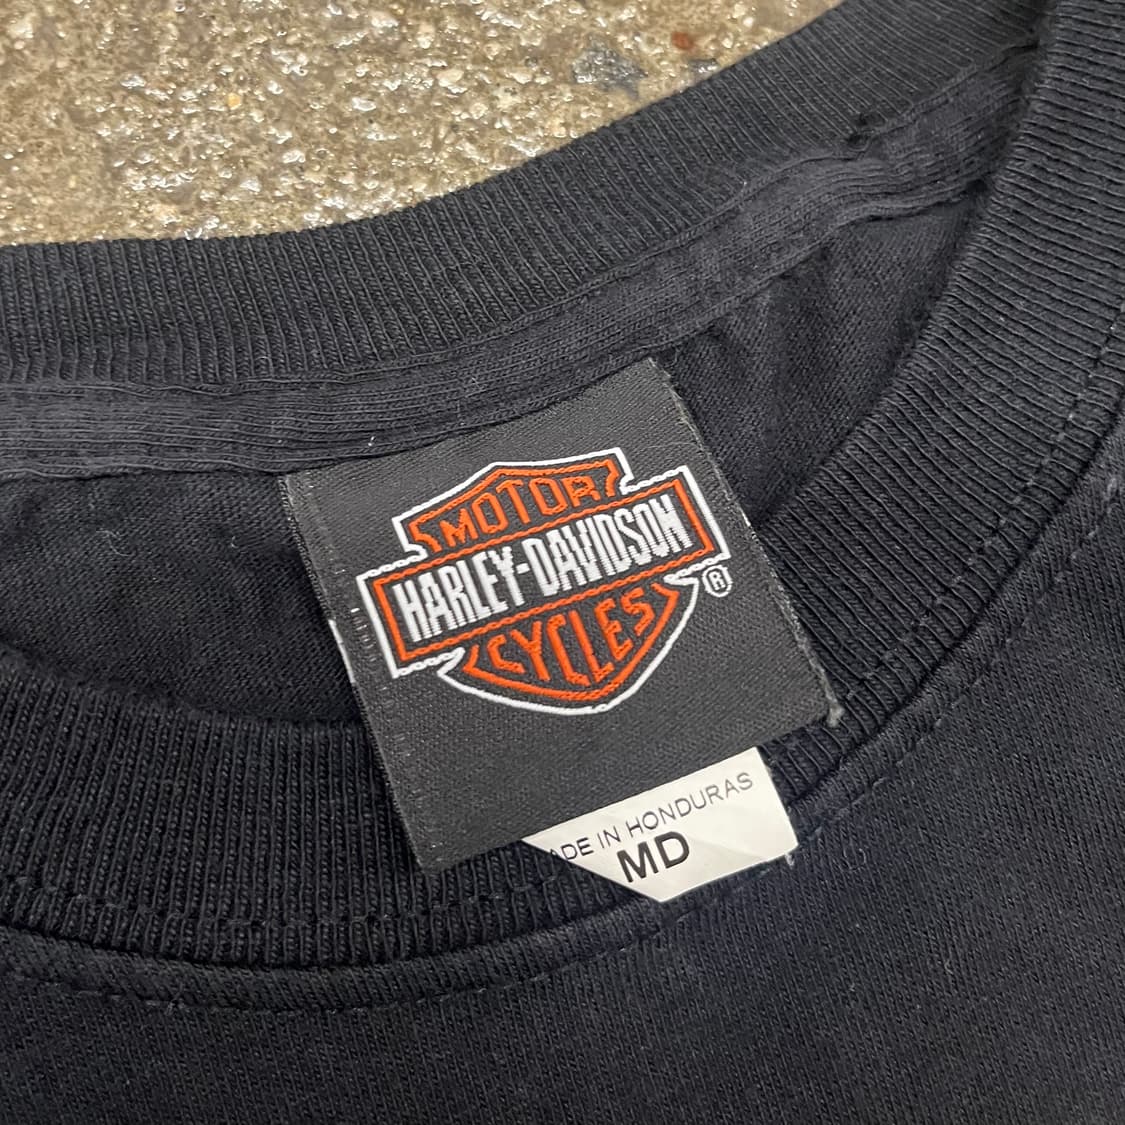 MOTOR
HARLEY-DAVIDSON
CYCLES
®
ADE IN HONDURAS
MD